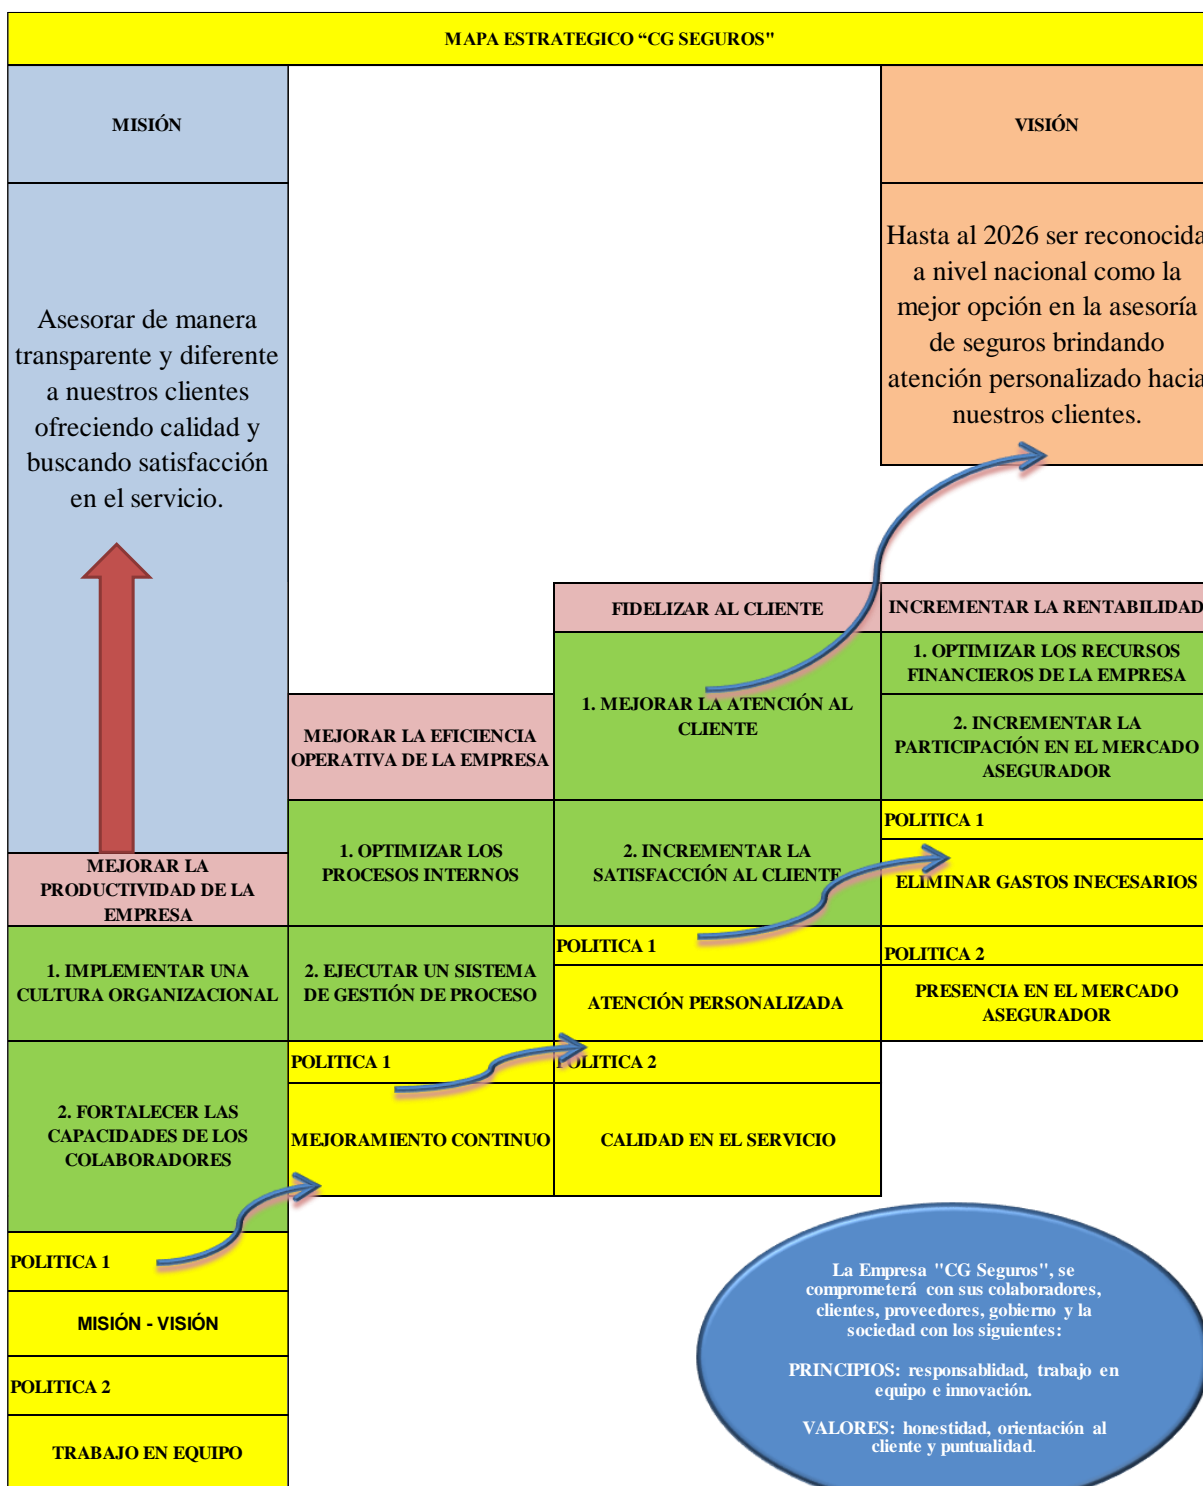 MAPA ESTRATEGICO “CG SEGUROS"
MISIÓN
Asesorar de manera
transparente y diferente
a nuestros clientes
ofreciendo calidad y
buscando satisfacción
en el servicio.
MEJORAR LA
PRODUCTIVIDAD DE LA
EMPRESA
1. IMPLEMENTAR UNA
CULTURA ORGANIZACIONAL
2. FORTALECER LAS
CAPACIDADES DE LOS
COLABORADORES
POLITICA 1
MISIÓN - VISIÓN
POLITICA 2
TRABAJO EN EQUIPO
MEJORAR LA EFICIENCIA
OPERATIVA DE LA EMPRESA
1. OPTIMIZAR LOS
PROCESOS INTERNOS
2. EJECUTAR UN SISTEMA
DE GESTIÓN DE PROCESO
POLITICA 1
MEJORAMIENTO CONTINUO
FIDELIZAR AL CLIENTE
1. MEJORAR LA ATENCIÓN AL
CLIENTE
2. INCREMENTAR LA
SATISFACCIÓN AL CLIENTE
POLITICA 1
ATENCIÓN PERSONALIZADA
POLITICA 2
CALIDAD EN EL SERVICIO
VISIÓN
Hasta al 2026 ser reconocida
a nivel nacional como la
mejor opción en la asesoría
de seguros brindando
atención personalizado hacia
nuestros clientes.
INCREMENTAR LA RENTABILIDAD
1. OPTIMIZAR LOS RECURSOS
FINANCIEROS DE LA EMPRESA
2. INCREMENTAR LA
PARTICIPACIÓN EN EL MERCADO
ASEGURADOR
POLITICA 1
ELIMINAR GASTOS INECESARIOS
POLITICA 2
PRESENCIA EN EL MERCADO
ASEGURADOR
La Empresa "CG Seguros", se
comprometerá con sus colaboradores,
clientes, proveedores, gobierno y la
sociedad con los siguientes:
PRINCIPIOS: responsablidad, trabajo en
equipo e innovación.
VALORES: honestidad, orientación al
cliente y puntualidad.